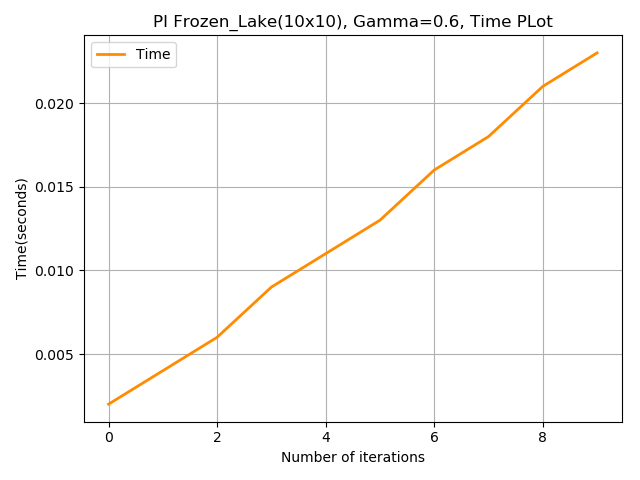 PI Frozen_Lake(10x10), Gamma=0.6, Time PLot
Time
0.020
0.015
0.010
0.005
Time(seconds)
0 2 4 6 8
Number of iterations